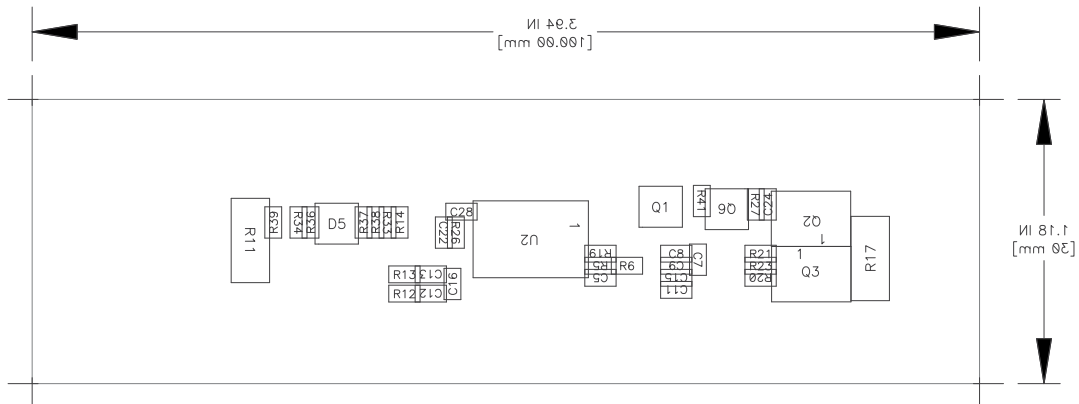 3.94 IN
[100.00 mm]
1.18 IN
[30 mm]
R11
R39
R34
R36
D5
R37
R38
R33
R14
C28
C22
R26
U2
1
Q1
R41
Q6
R27
C24
Q2
1
R17
R19
R5
R6
C5
C8
C9
C7
C15
C11
R21
R23
R20
1
Q3
R13
C13
C16
R12
C12